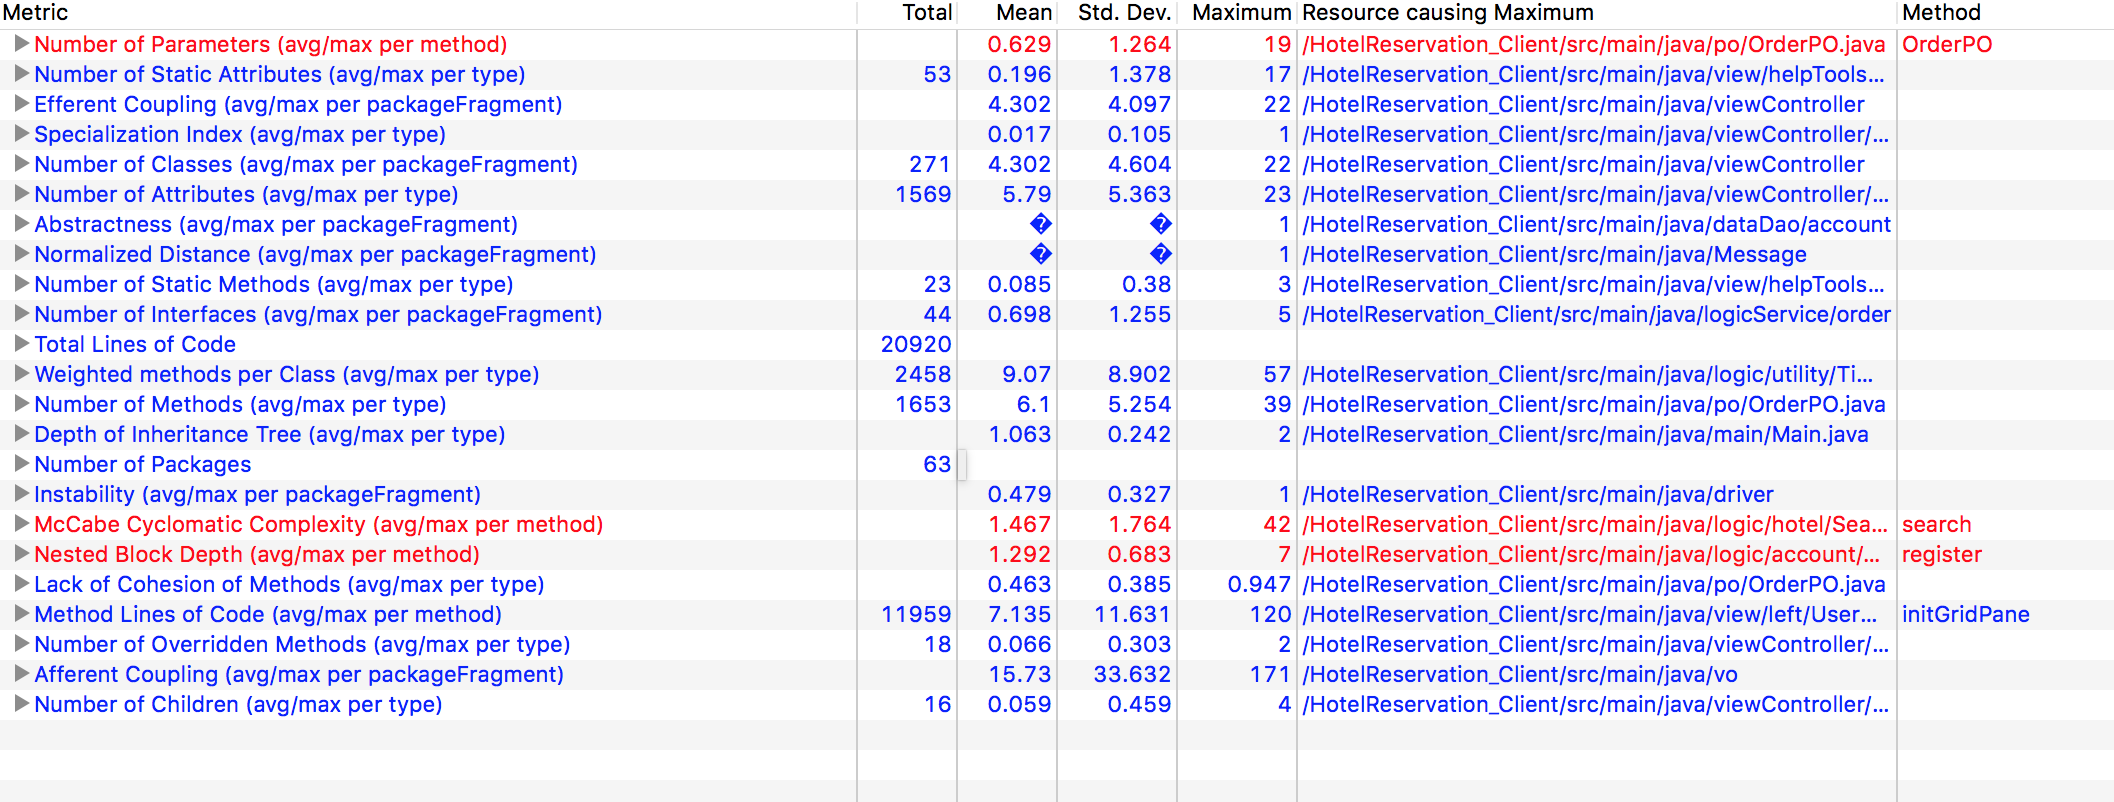 Metric Total Mean Std. Dev. Maximum Resource causing Maximum Method
Number of Parameters (avg/max per method) 0.629 1.264 19 /HotelReservation_Client/src/main/java/po/OrderPO.java OrderPO
Number of Static Attributes (avg/max per type) 53 0.196 1.378 17 /HotelReservation_Client/src/main/java/view/helpTools...
Efferent Coupling (avg/max per packageFragment) 4.302 4.097 22 /HotelReservation_Client/src/main/java/viewController
Specialization Index (avg/max per type) 0.017 0.105 1 /HotelReservation_Client/src/main/java/viewController/...
Number of Classes (avg/max per packageFragment) 271 4.302 4.604 22 /HotelReservation_Client/src/main/java/viewController
Number of Attributes (avg/max per type) 1569 5.79 5.363 23 /HotelReservation_Client/src/main/java/viewController/...
Abstractness (avg/max per packageFragment) � � 1 /HotelReservation_Client/src/main/java/dataDao/account
Normalized Distance (avg/max per packageFragment) � � 1 /HotelReservation_Client/src/main/java/Message
Number of Static Methods (avg/max per type) 23 0.085 0.38 3 /HotelReservation_Client/src/main/java/view/helpTools...
Number of Interfaces (avg/max per packageFragment) 44 0.698 1.255 5 /HotelReservation_Client/src/main/java/logicService/order
Total Lines of Code 20920
Weighted methods per Class (avg/max per type) 2458 9.07 8.902 57 /HotelReservation_Client/src/main/java/logic/utility/Ti...
Number of Methods (avg/max per type) 1653 6.1 5.254 39 /HotelReservation_Client/src/main/java/po/OrderPO.java
Depth of Inheritance Tree (avg/max per type) 1.063 0.242 2 /HotelReservation_Client/src/main/java/main/Main.java
Number of Packages 63
Instability (avg/max per packageFragment) 0.479 0.327 1 /HotelReservation_Client/src/main/java/driver
McCabe Cyclomatic Complexity (avg/max per method) 1.467 1.764 42 /HotelReservation_Client/src/main/java/logic/hotel/Sea... search
Nested Block Depth (avg/max per method) 1.292 0.683 7 /HotelReservation_Client/src/main/java/logic/account/... register
Lack of Cohesion of Methods (avg/max per type) 0.463 0.385 0.947 /HotelReservation_Client/src/main/java/po/OrderPO.java
Method Lines of Code (avg/max per method) 11959 7.135 11.631 120 /HotelReservation_Client/src/main/java/view/left/User... initGridPane
Number of Overridden Methods (avg/max per type) 18 0.066 0.303 2 /HotelReservation_Client/src/main/java/viewController/...
Afferent Coupling (avg/max per packageFragment) 15.73 33.632 171 /HotelReservation_Client/src/main/java/vo
Number of Children (avg/max per type) 16 0.059 0.459 4 /HotelReservation_Client/src/main/java/viewController/...